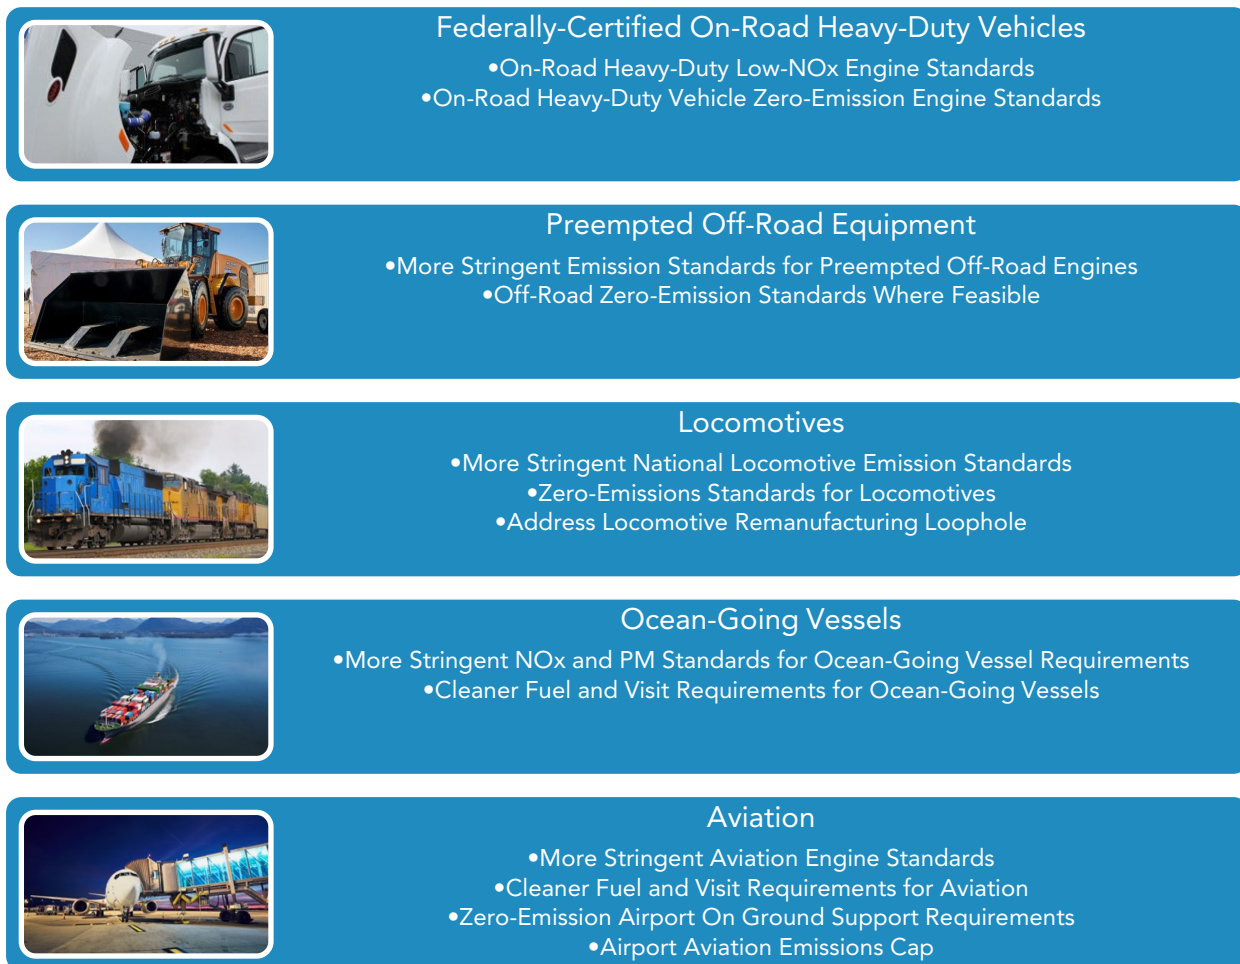 Federally-Certified On-Road Heavy-Duty Vehicles
•On-Road Heavy-Duty Low-NOx Engine Standards
•On-Road Heavy-Duty Vehicle Zero-Emission Engine Standards
Preempted Off-Road Equipment
•More Stringent Emission Standards for Preempted Off-Road Engines
•Off-Road Zero-Emission Standards Where Feasible
Locomotives
•More Stringent National Locomotive Emission Standards
•Zero-Emissions Standards for Locomotives
•Address Locomotive Remanufacturing Loophole
Ocean-Going Vessels
•More Stringent NOx and PM Standards for Ocean-Going Vessel Requirements
•Cleaner Fuel and Visit Requirements for Ocean-Going Vessels
Aviation
•More Stringent Aviation Engine Standards
•Cleaner Fuel and Visit Requirements for Aviation
•Zero-Emission Airport On Ground Support Requirements
•Airport Aviation Emissions Cap